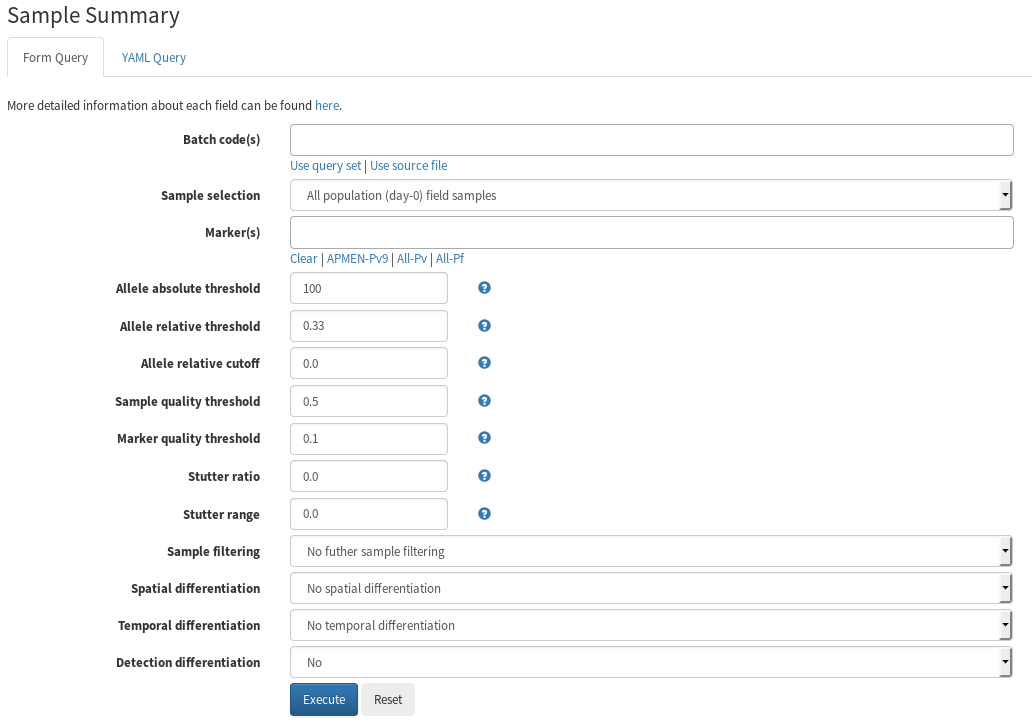 Sample Summary
Form Query YAML Query
More detailed information about each field can be found here.
Batch code(s)
Use query set | Use source file
Sample selection All population (day-0) field samples
Marker(s)
Clear | APMEN-Pv9 | All-Pv | All-Pf
Allele absolute threshold 100 ?
Allele relative threshold 0.33 ?
Allele relative cutoff 0.0 ?
Sample quality threshold 0.5 ?
Marker quality threshold 0.1 ?
Stutter ratio 0.0 ?
Stutter range 0.0 ?
Sample filtering No futher sample filtering
Spatial differentiation No spatial differentiation
Temporal differentiation No temporal differentiation
Detection differentiation No
Execute Reset